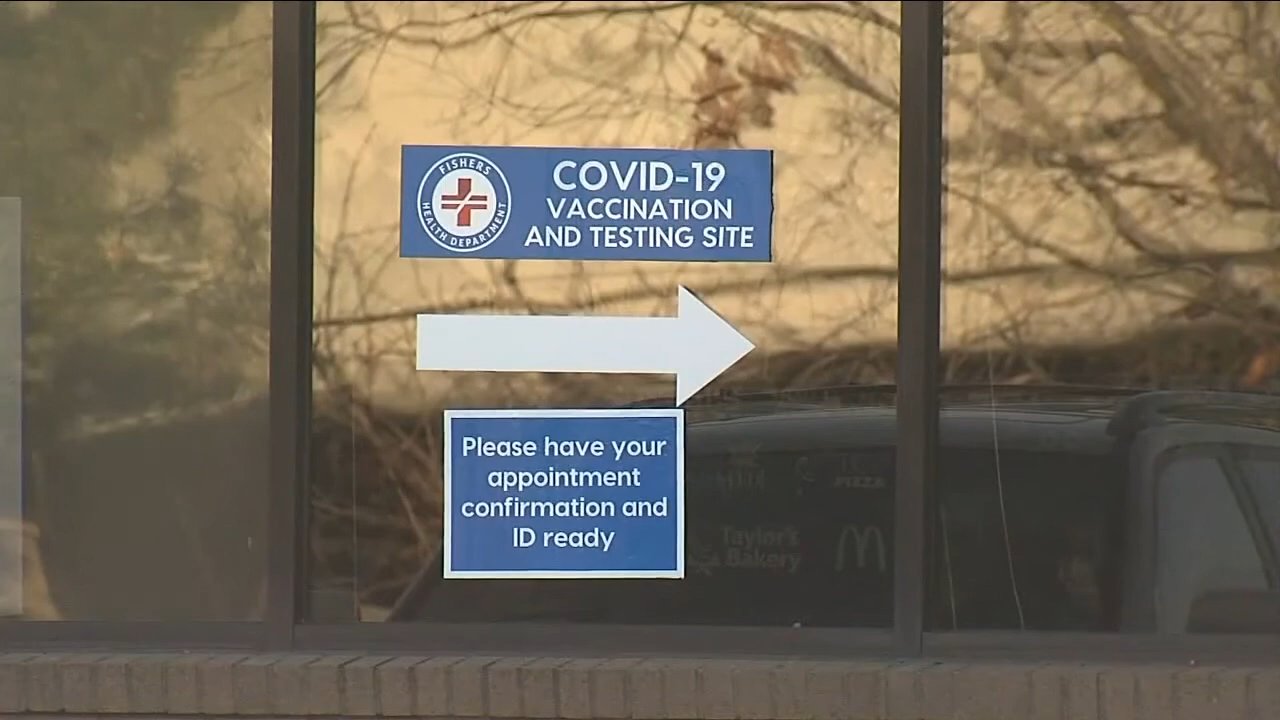 FISHERS
HEALTH DEPARTMENT
COVID-19
VACCINATION
AND TESTING SITE
Please have your
appointment
confirmation and
ID ready
PIZZA
Taylor's
Bakery
M